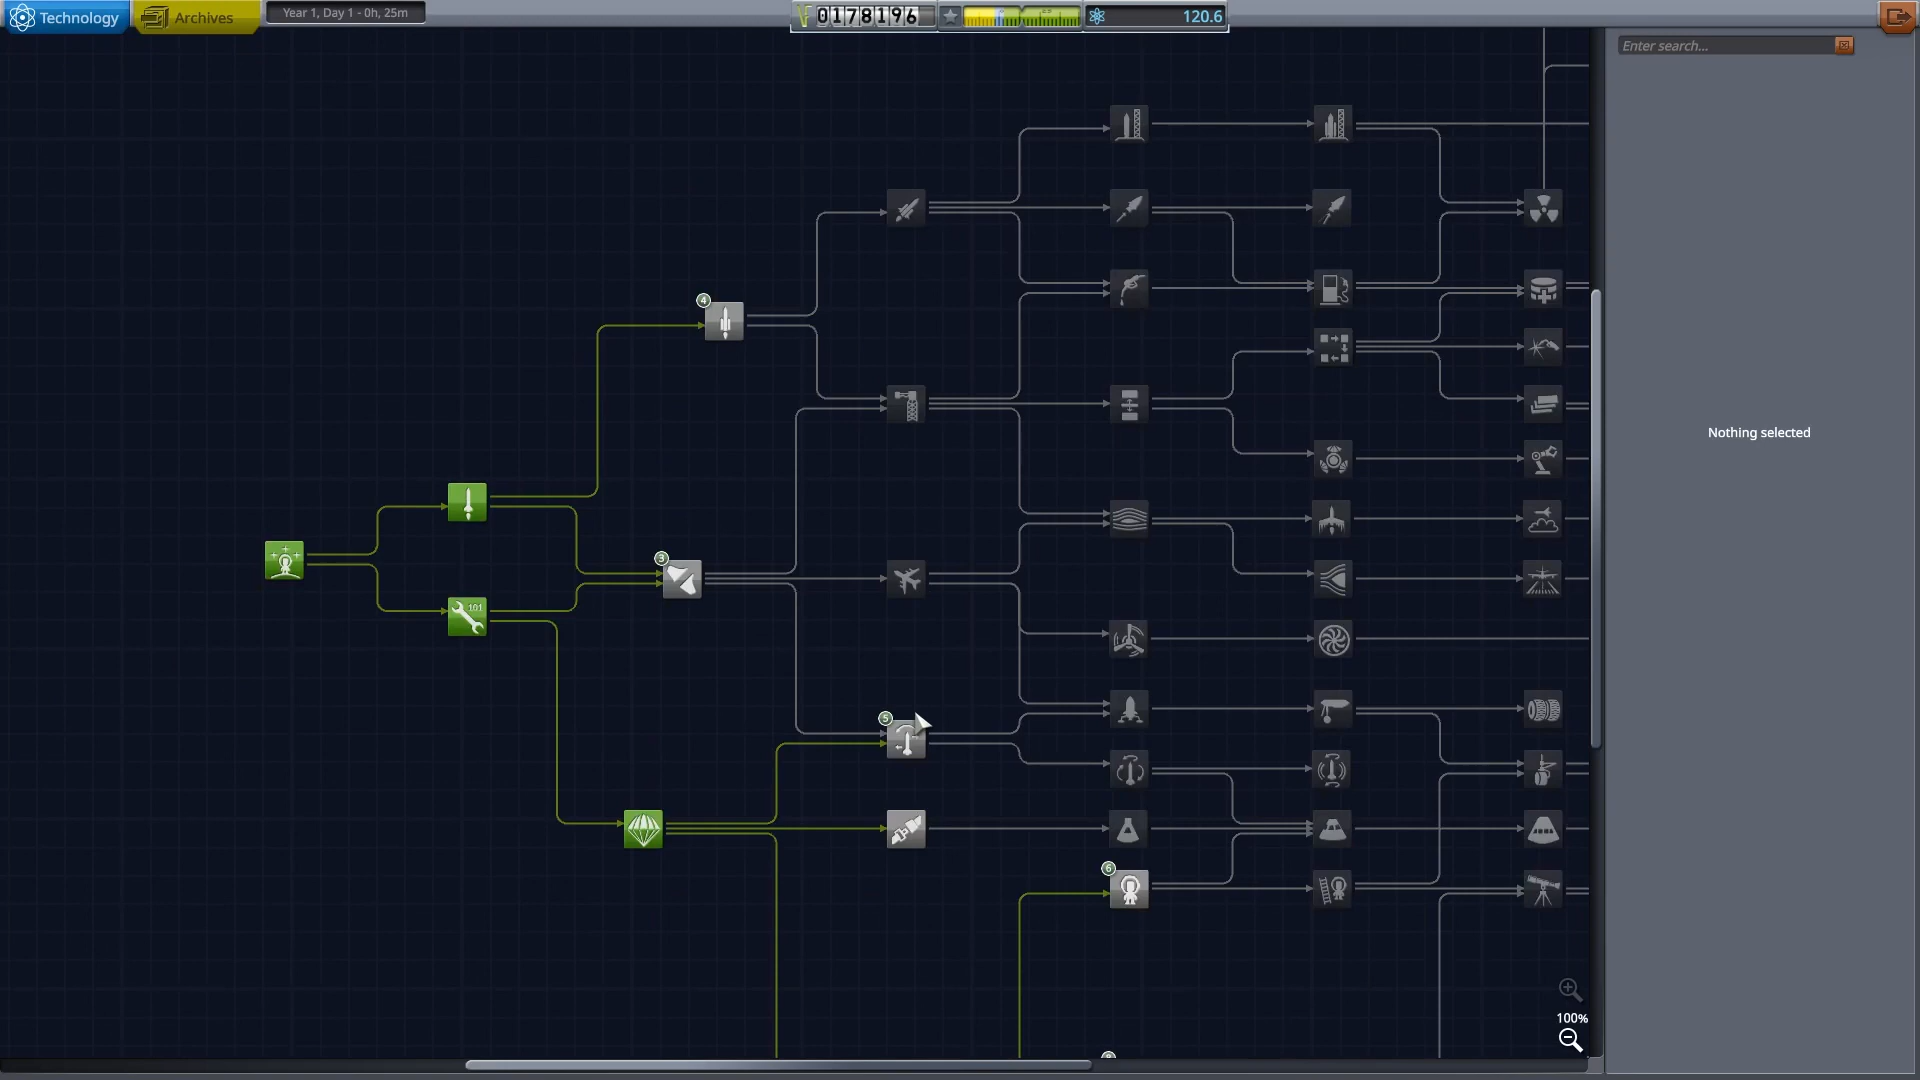 Technology
Archives
Year 1, Day 1 - 0h, 25m
0178196
120.6
Enter search...
4
Nothing selected
3
101
5
6
100%